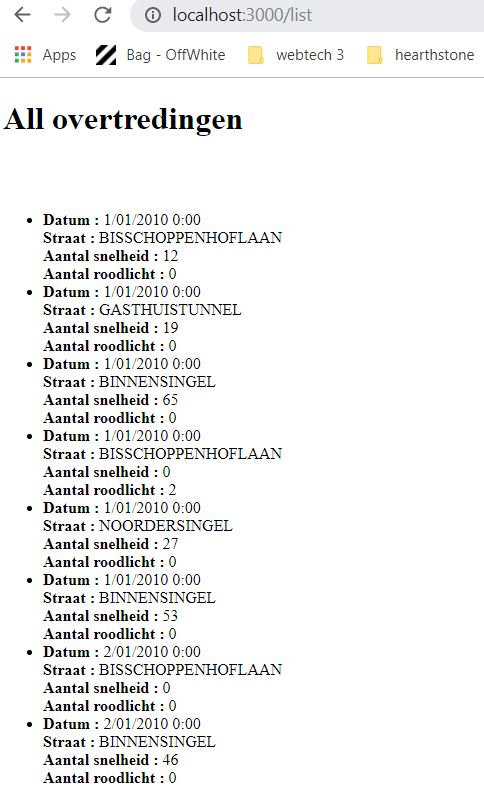 localhost:3000/list
Apps Bag - OffWhite webtech 3 hearthstone
All overtredingen
Datum : 1/01/2010 0:00
Straat : BISSCHOPPENHOFLAAN
Aantal snelheid : 12
Aantal roodlicht : 0
Datum : 1/01/2010 0:00
Straat : GASTHUISTUNNEL
Aantal snelheid : 19
Aantal roodlicht : 0
Datum : 1/01/2010 0:00
Straat : BINNENSINGEL
Aantal snelheid : 65
Aantal roodlicht : 0
Datum : 1/01/2010 0:00
Straat : BISSCHOPPENHOFLAAN
Aantal snelheid : 0
Aantal roodlicht : 2
Datum : 1/01/2010 0:00
Straat : NOORDERSINGEL
Aantal snelheid : 27
Aantal roodlicht : 0
Datum : 1/01/2010 0:00
Straat : BINNENSINGEL
Aantal snelheid : 53
Aantal roodlicht : 0
Datum : 2/01/2010 0:00
Straat : BISSCHOPPENHOFLAAN
Aantal snelheid : 0
Aantal roodlicht : 0
Datum : 2/01/2010 0:00
Straat : BINNENSINGEL
Aantal snelheid : 46
Aantal roodlicht : 0